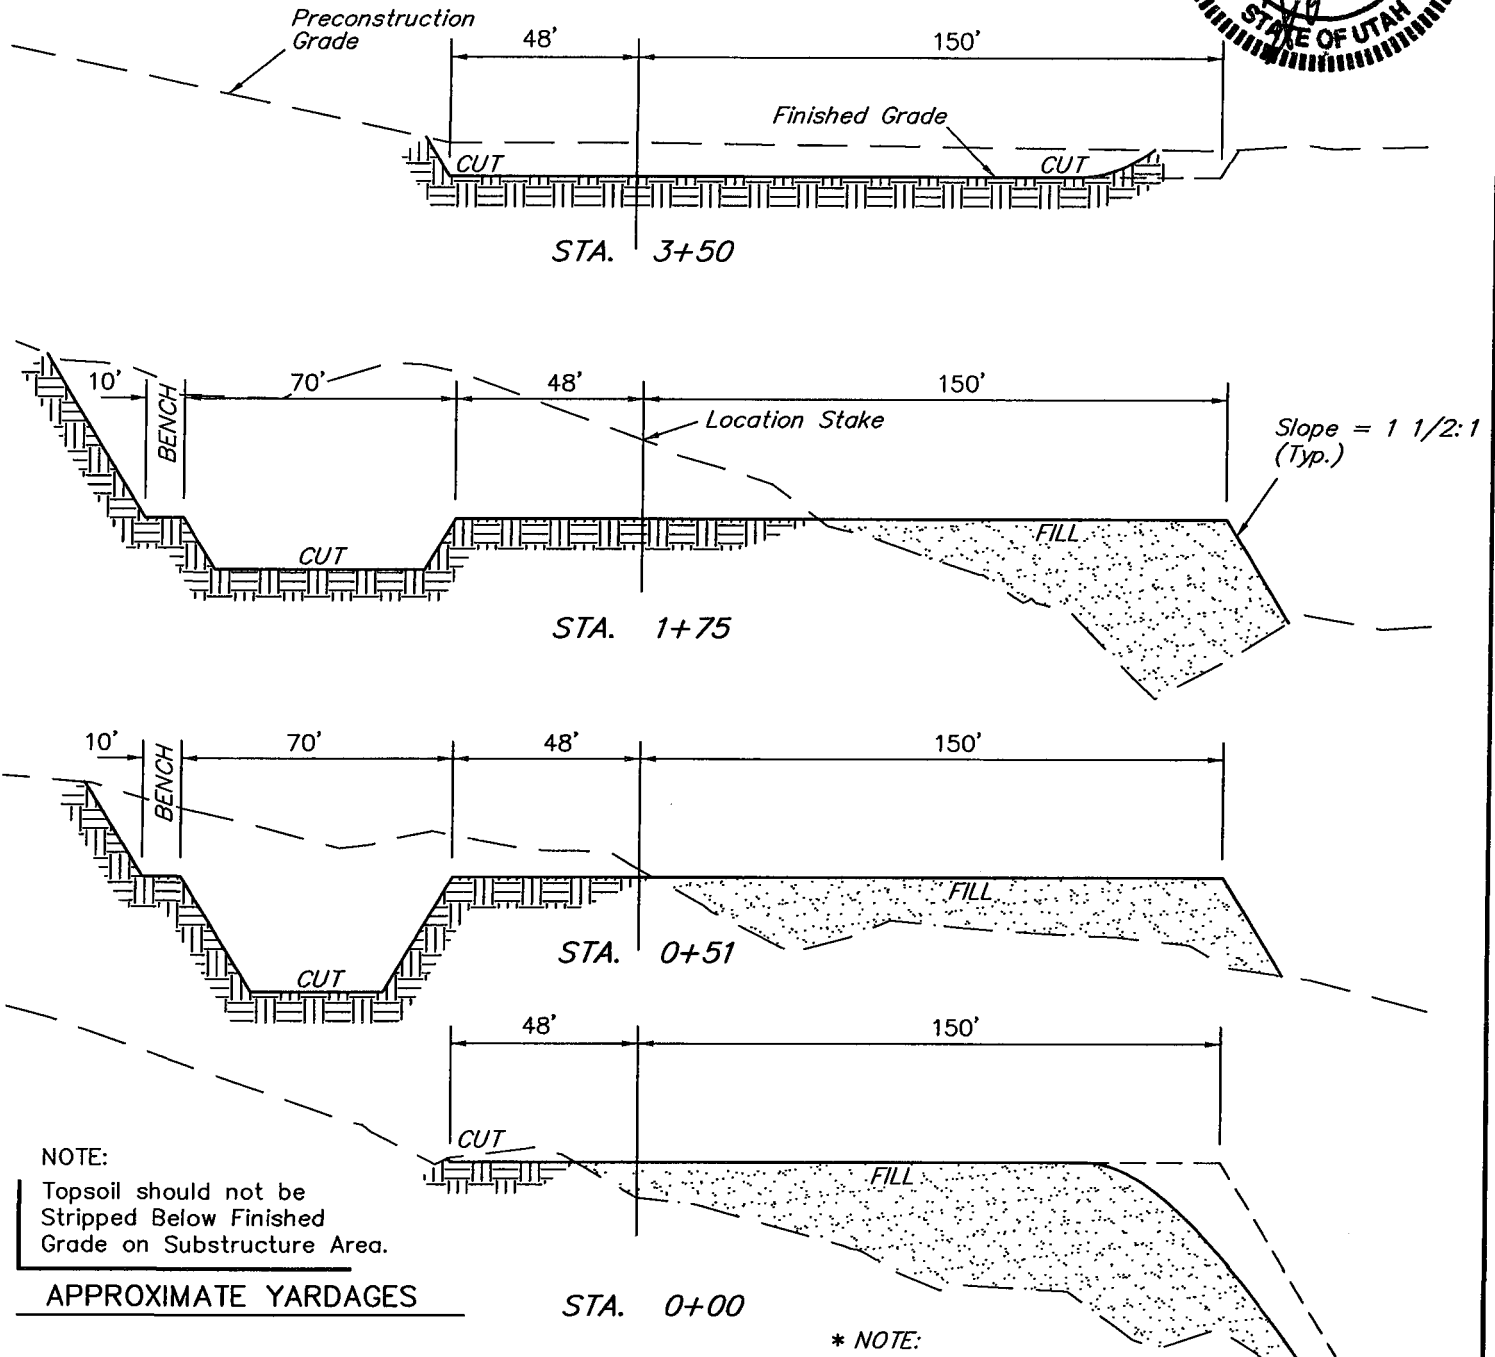 STATE OF UTAH
Preconstruction
Grade
48'
150'
Finished Grade
CUT
CUT
STA. 3+50
10'
BENCH
70'
48'
150'
Location Stake
Slope = 1 1/2:1
(Typ.)
CUT
FILL
STA. 1+75
10'
BENCH
70'
48'
150'
FILL
CUT
STA. 0+51
48'
150'
CUT
FILL
NOTE:
Topsoil should not be
Stripped Below Finished
Grade on Substructure Area.
APPROXIMATE YARDAGES
STA. 0+00
* NOTE: